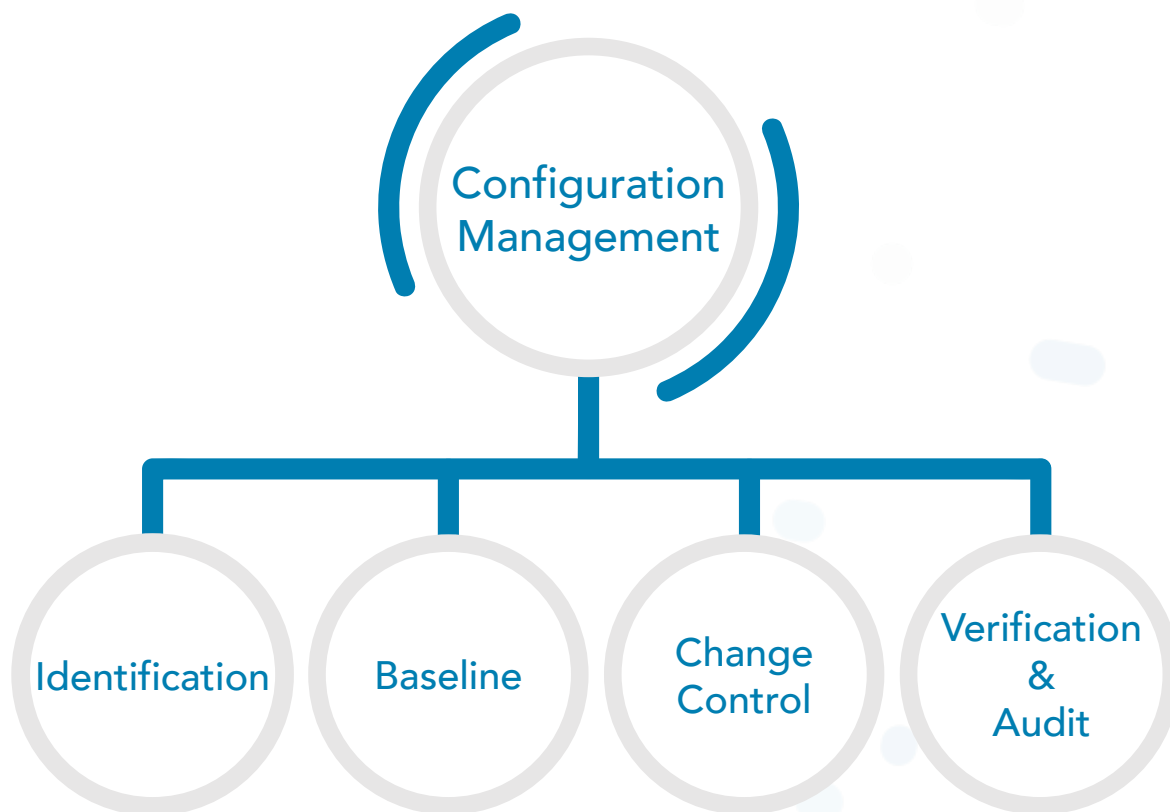 Configuration
Management
Identification
Baseline
Change
Control
Verification
&
Audit